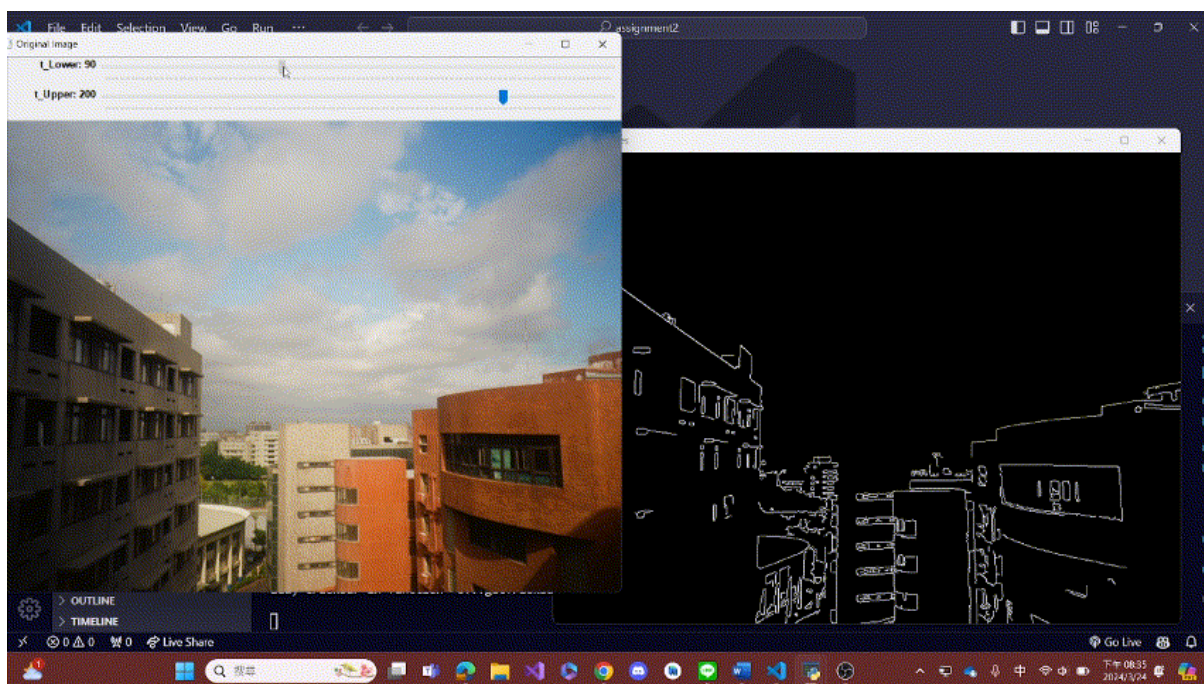 File Edit Selection View Go Run ···
assignment2
Original Image
t_Lower: 90
t_Upper: 200
OUTLINE
TIMELINE
0 0 0 Live Share
Go Live
搜尋
中
下午 08:35
2024/3/24